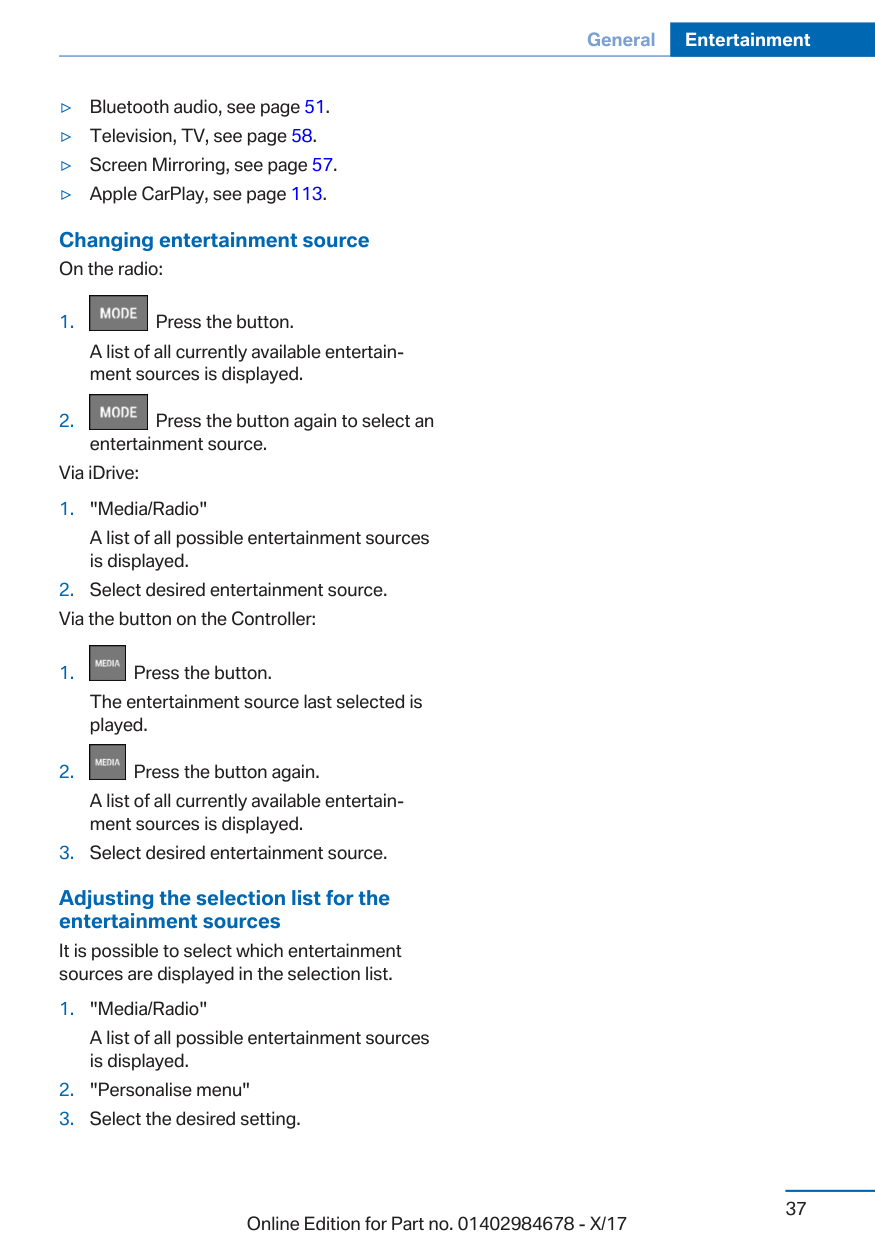 General Entertainment
▷ Bluetooth audio, see page 51.
▷ Television, TV, see page 58.
▷ Screen Mirroring, see page 57.
▷ Apple CarPlay, see page 113.
Changing entertainment source
On the radio:
1. MODE Press the button.
A list of all currently available entertain-
ment sources is displayed.
2. MODE Press the button again to select an
entertainment source.
Via iDrive:
1. "Media/Radio"
A list of all possible entertainment sources
is displayed.
2. Select desired entertainment source.
Via the button on the Controller:
1. MEDIA Press the button.
The entertainment source last selected is
played.
2. MEDIA Press the button again.
A list of all currently available entertain-
ment sources is displayed.
3. Select desired entertainment source.
Adjusting the selection list for the
entertainment sources
It is possible to select which entertainment
sources are displayed in the selection list.
1. "Media/Radio"
A list of all possible entertainment sources
is displayed.
2. "Personalise menu"
3. Select the desired setting.
37
Online Edition for Part no. 01402984678 - X/17